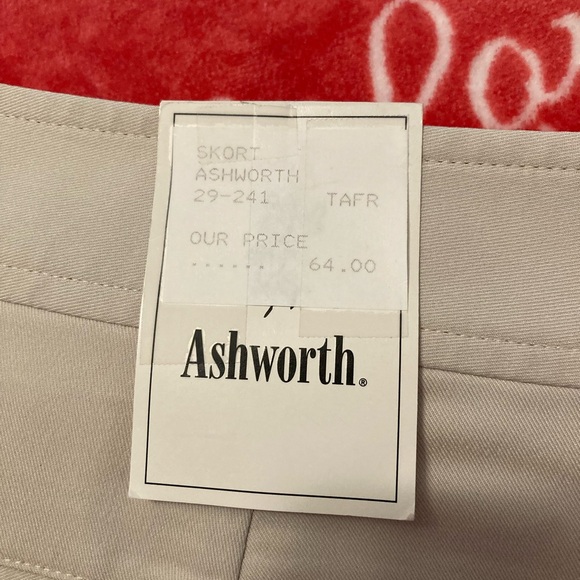 SKORT
ASHWORTH
29-241 TAFR
OUR PRICE
...... 64.00
Ashworth®